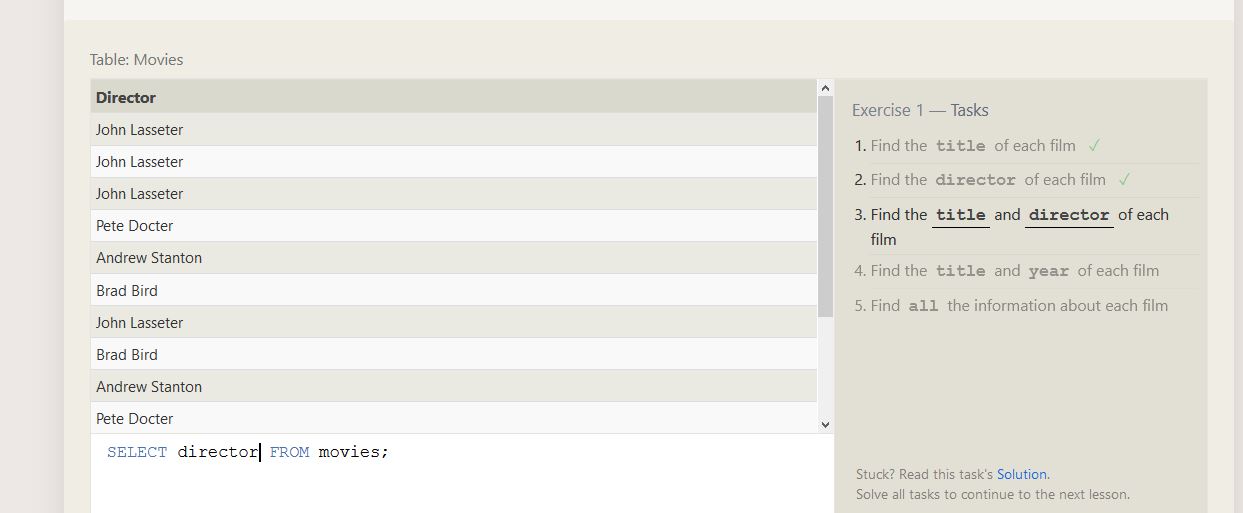 Table: Movies
Director
John Lasseter
John Lasseter
John Lasseter
Pete Docter
Andrew Stanton
Brad Bird
John Lasseter
Brad Bird
Andrew Stanton
Pete Docter
SELECT director FROM movies;
Exercise 1 — Tasks
1. Find the title of each film ✓
2. Find the director of each film ✓
3. Find the title and director of each
film
4. Find the title and year of each film
5. Find all the information about each film
Stuck? Read this task's Solution.
Solve all tasks to continue to the next lesson.